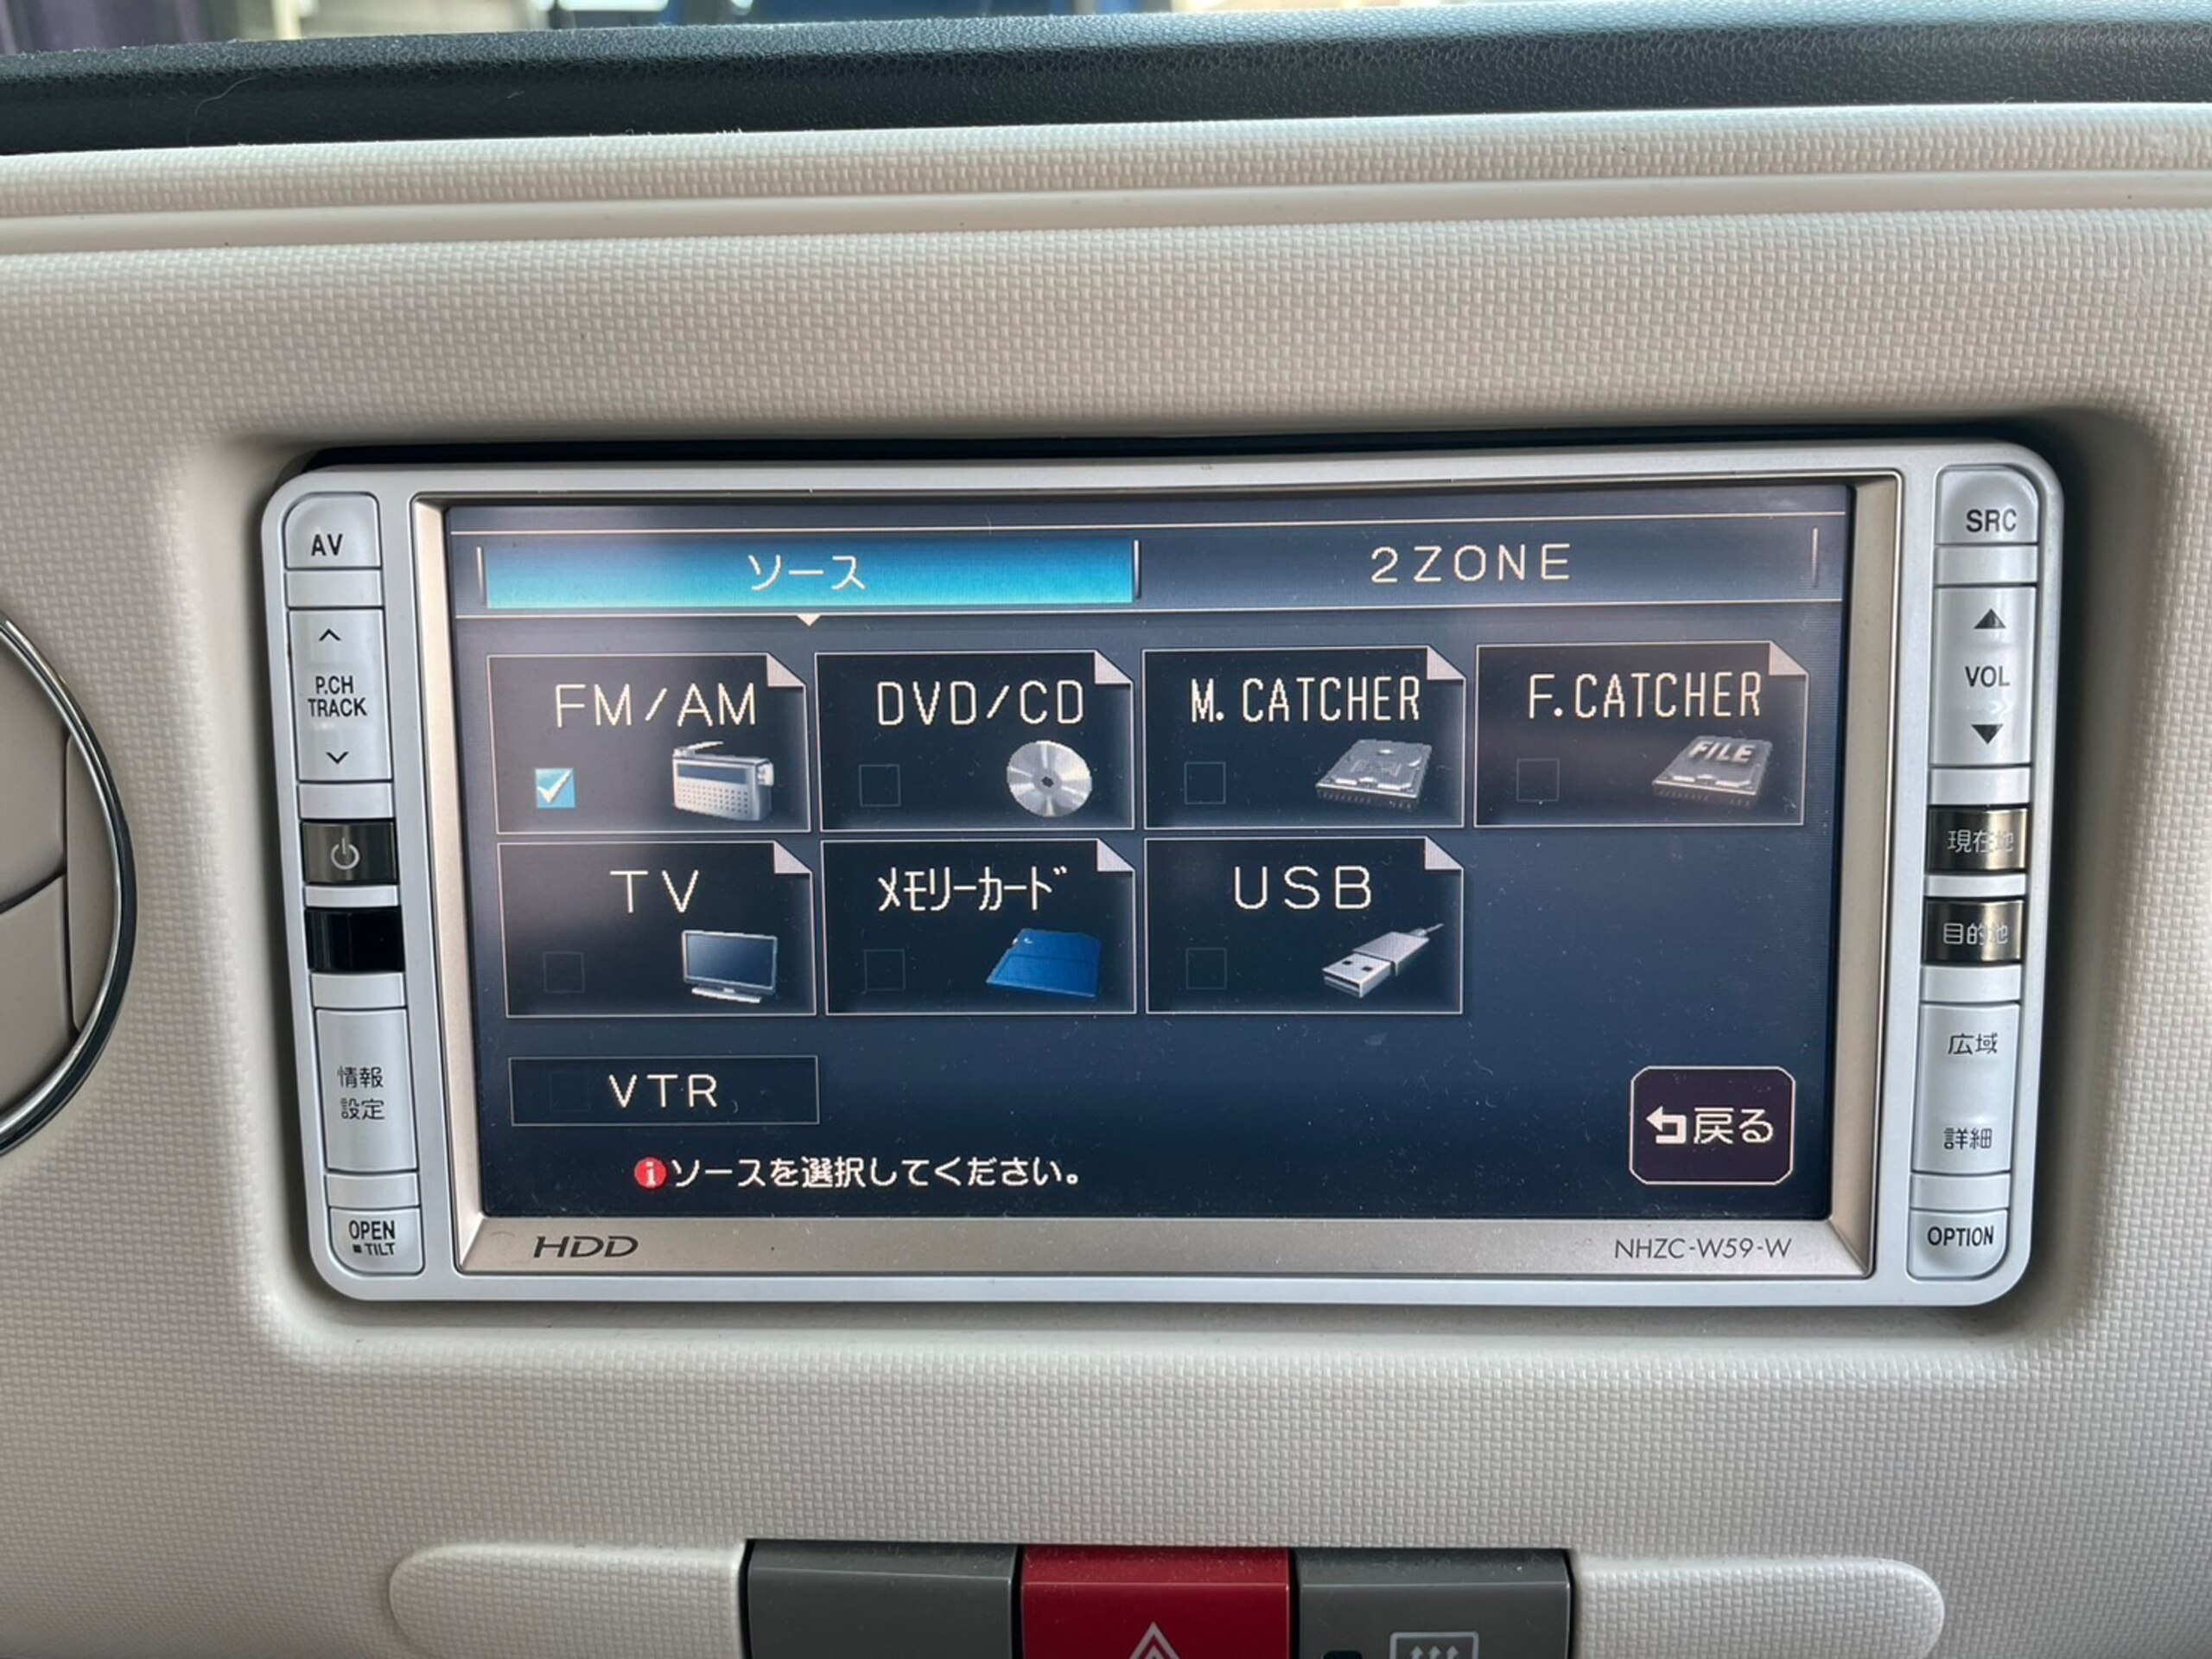 AV
P.CH
TRACK
情報
設定
OPEN
TILT
ソース
2ZONE
FM/AM
DVD/CD
M. CATCHER
F.CATCHER
FILE
TV
メモリーカード
USB
VTR
戻る
ソースを選択してください。
HDD
NHZC-W59-W
SRC
VOL
現在地
目的地
広域
詳細
OPTION